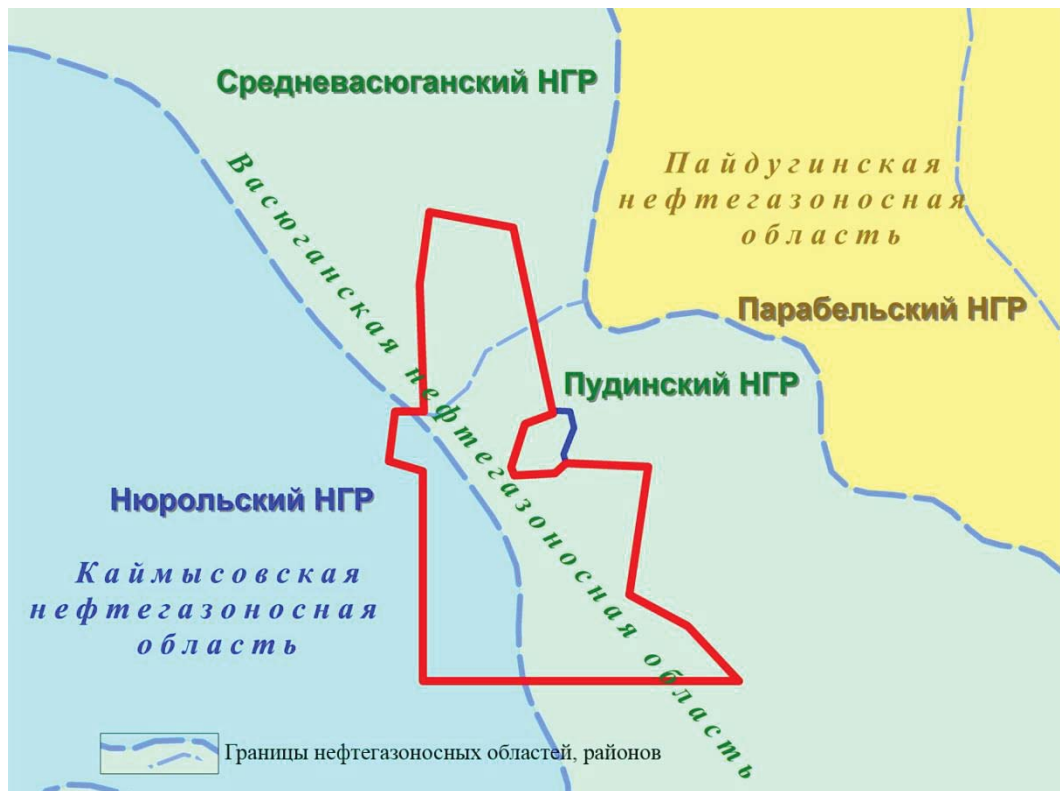 Средневасюганский НГР
Васюганская нефтегазоносная область
Пайдугинская
нефтегазоносная
область
Парабельский НГР
Пудинский НГР
Нюрольский НГР
Каймысовская
нефтегазоносная
область
Границы нефтегазоносных областей, районов